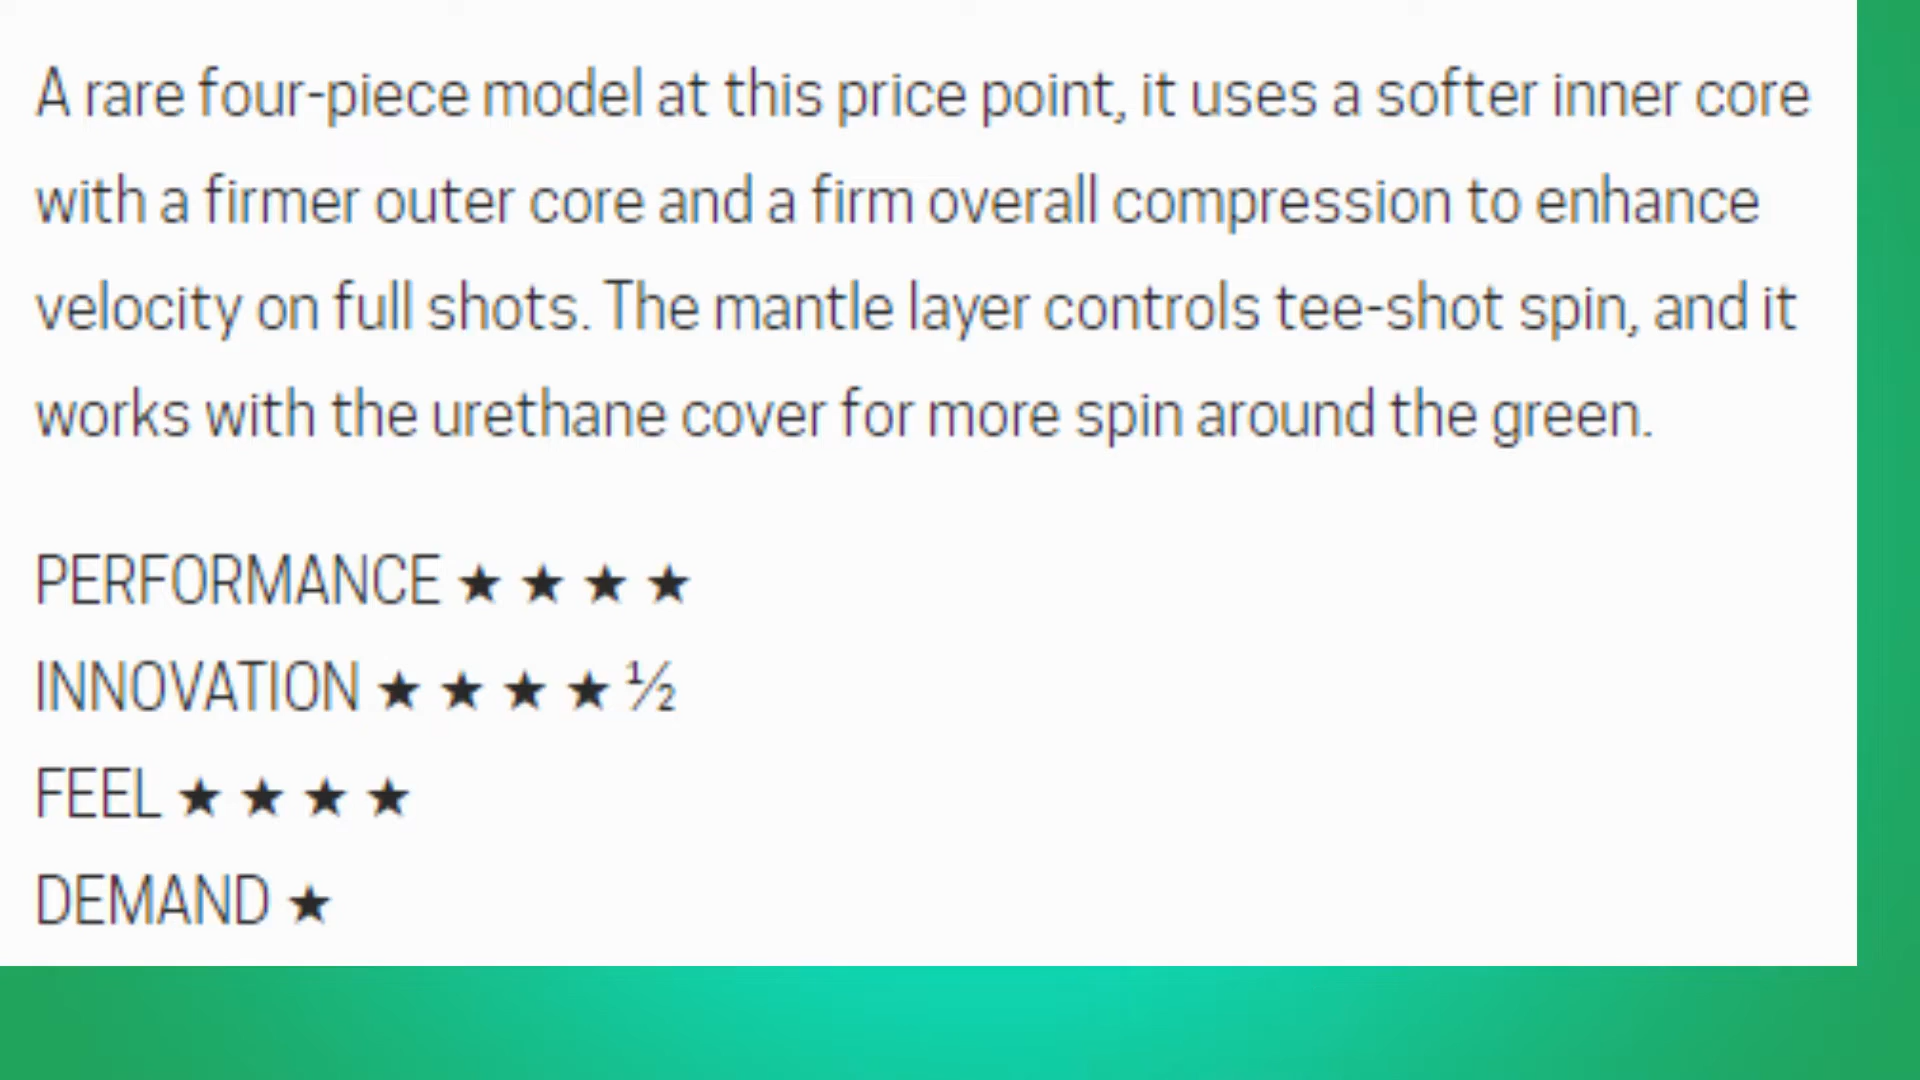 A rare four-piece model at this price point, it uses a softer inner core
with a firmer outer core and a firm overall compression to enhance
velocity on full shots. The mantle layer controls tee-shot spin, and it
works with the urethane cover for more spin around the green.
PERFORMANCE ★ ★ ★ ★
INNOVATION ★ ★ ★ ★ ½
FEEL ★ ★ ★ ★
DEMAND ★